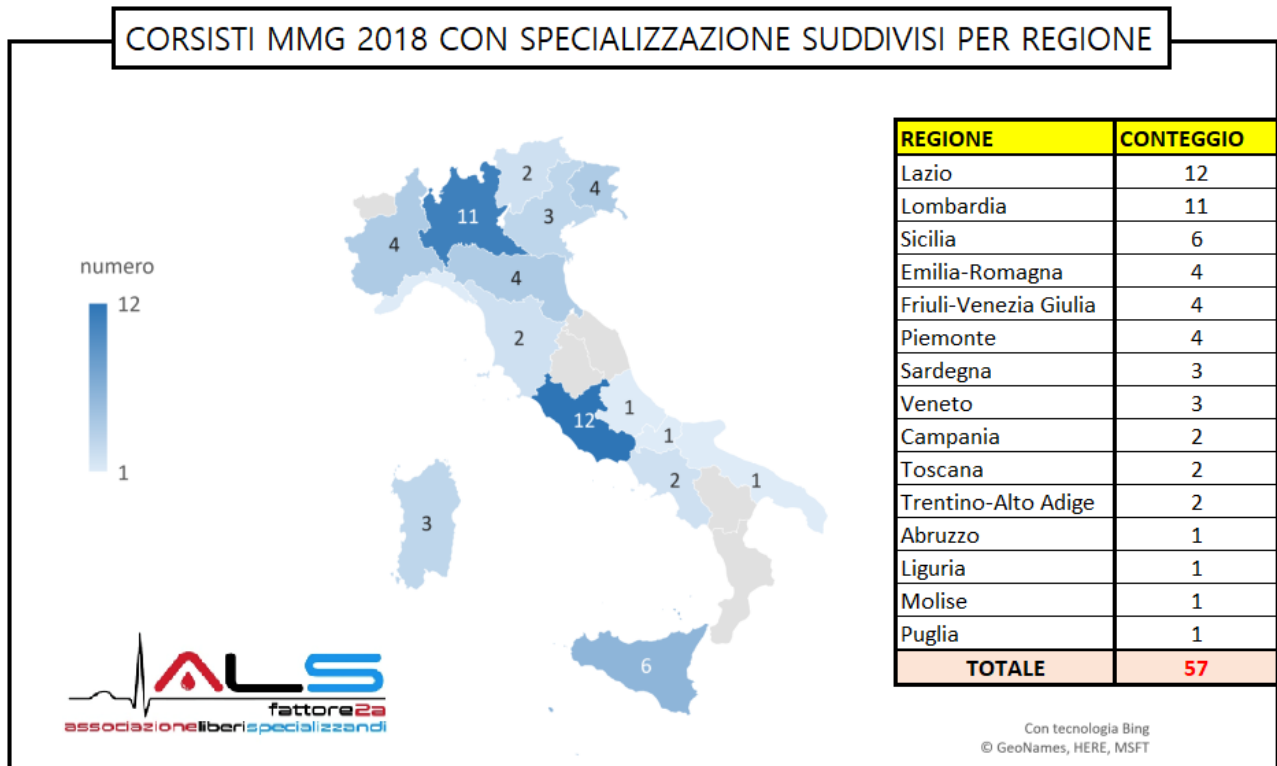 CORSISTI MMG 2018 CON SPECIALIZZAZIONE SUDDIVISI PER REGIONE
numero
12
1
2
4
11
3
4
4
2
1
12
1
2
1
3
6
REGIONE CONTEGGIO
Lazio 12
Lombardia 11
Sicilia 6
Emilia-Romagna 4
Friuli-Venezia Giulia 4
Piemonte 4
Sardegna 3
Veneto 3
Campania 2
Toscana 2
Trentino-Alto Adige 2
Abruzzo 1
Liguria 1
Molise 1
Puglia 1
TOTALE 57
ALS
fattore2a
associazioneliberispecializzandi
Con tecnologia Bing
© GeoNames, HERE, MSFT